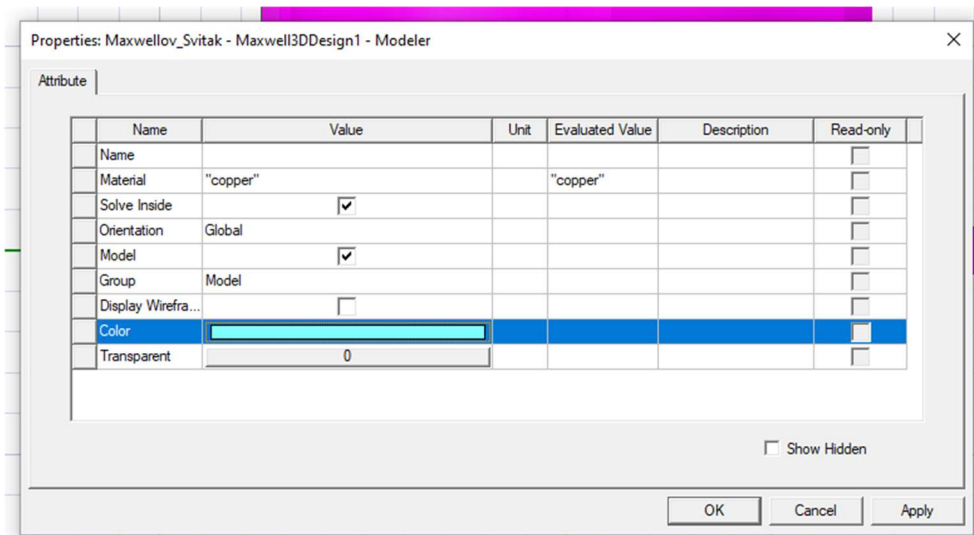 Properties: Maxwellov_Svitak - Maxwell3DDesign1 - Modeler
Attribute
Name Value Unit Evaluated Value Description Read-only
Name
Material "copper" "copper"
Solve Inside
Orientation Global
Model
Group Model
Display Wirefra...
Color
Transparent 0
Show Hidden
OK Cancel Apply